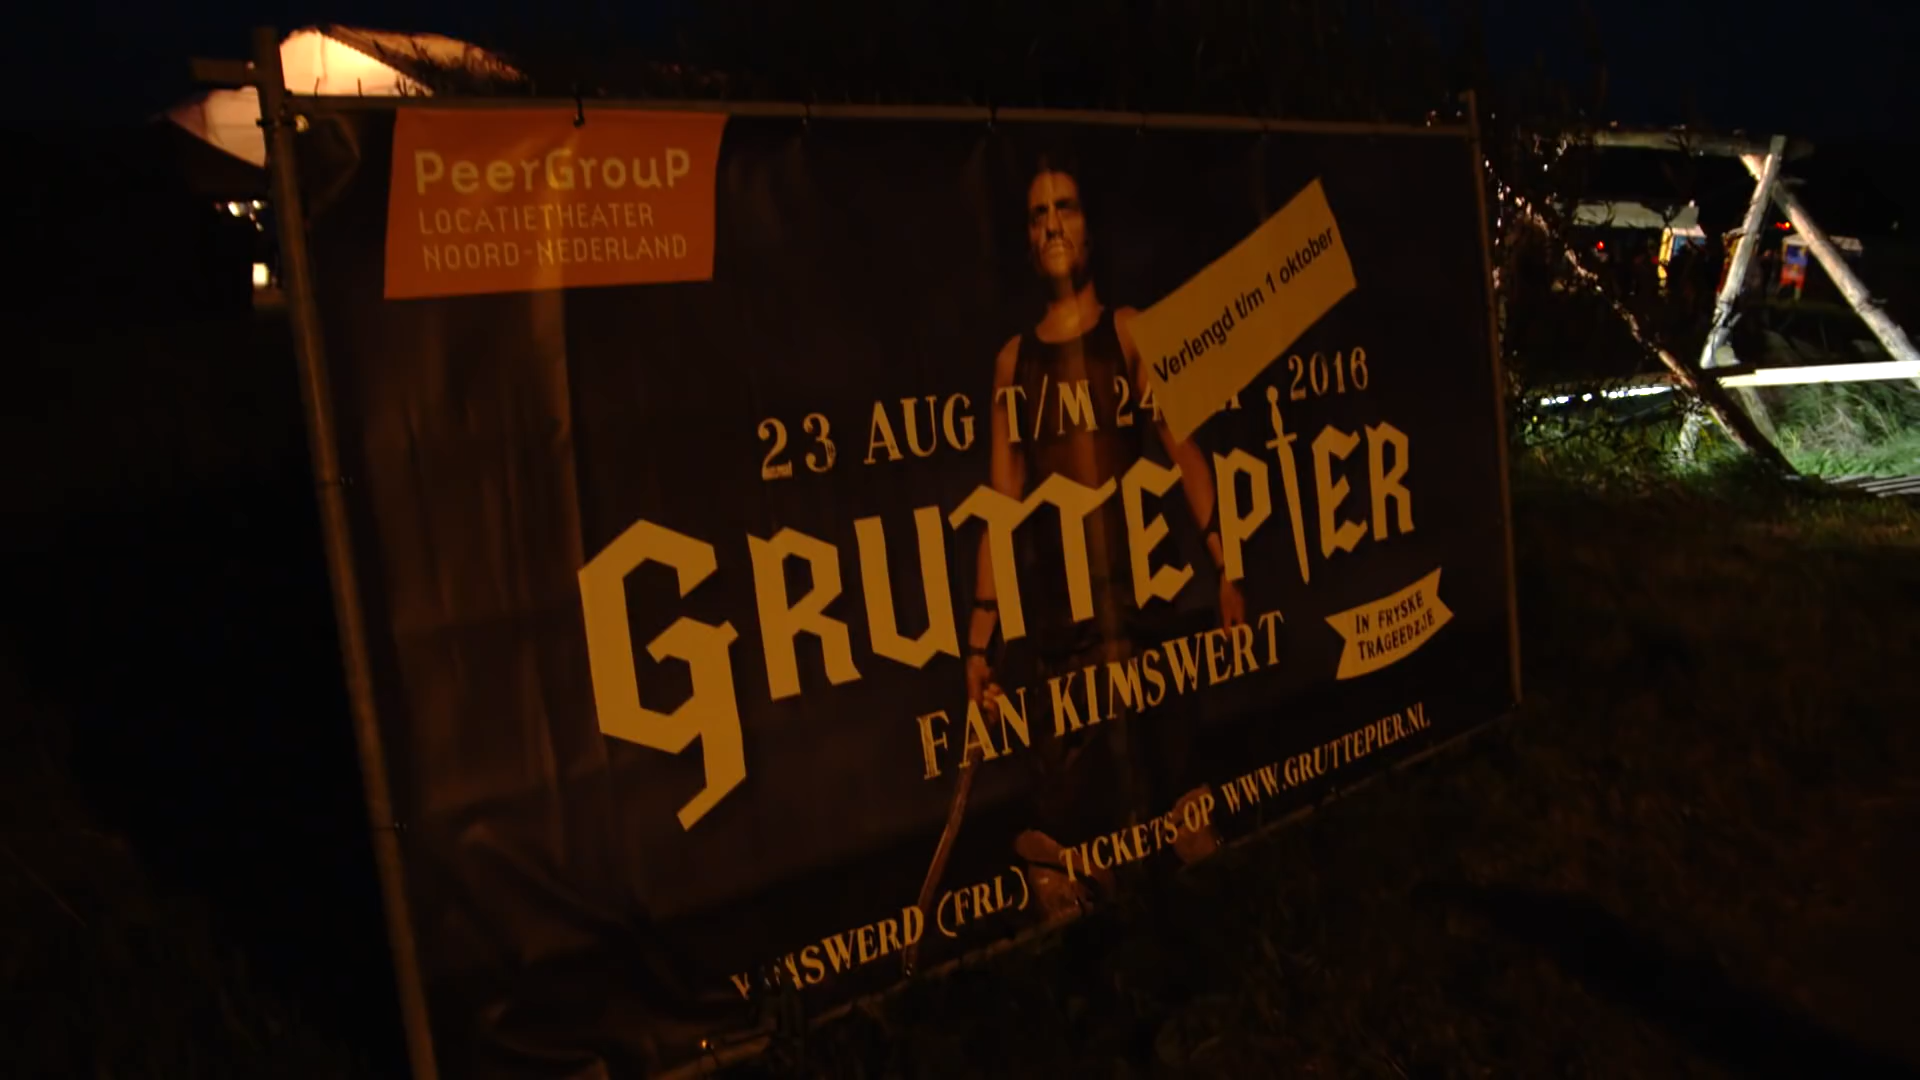 PeerGrouP
LOCATIETHEATER
NOORD-NEDERLAND
Verlengd t/m 1 oktober
23 AUG T/M 24 2016
GRUTTE PIER
FAN KIMSWERT
IN FRYSKE
TRAGEEDZJE
KIMSWERD (FRL) TICKETS OP WWW.GRUTTEPIER.NL